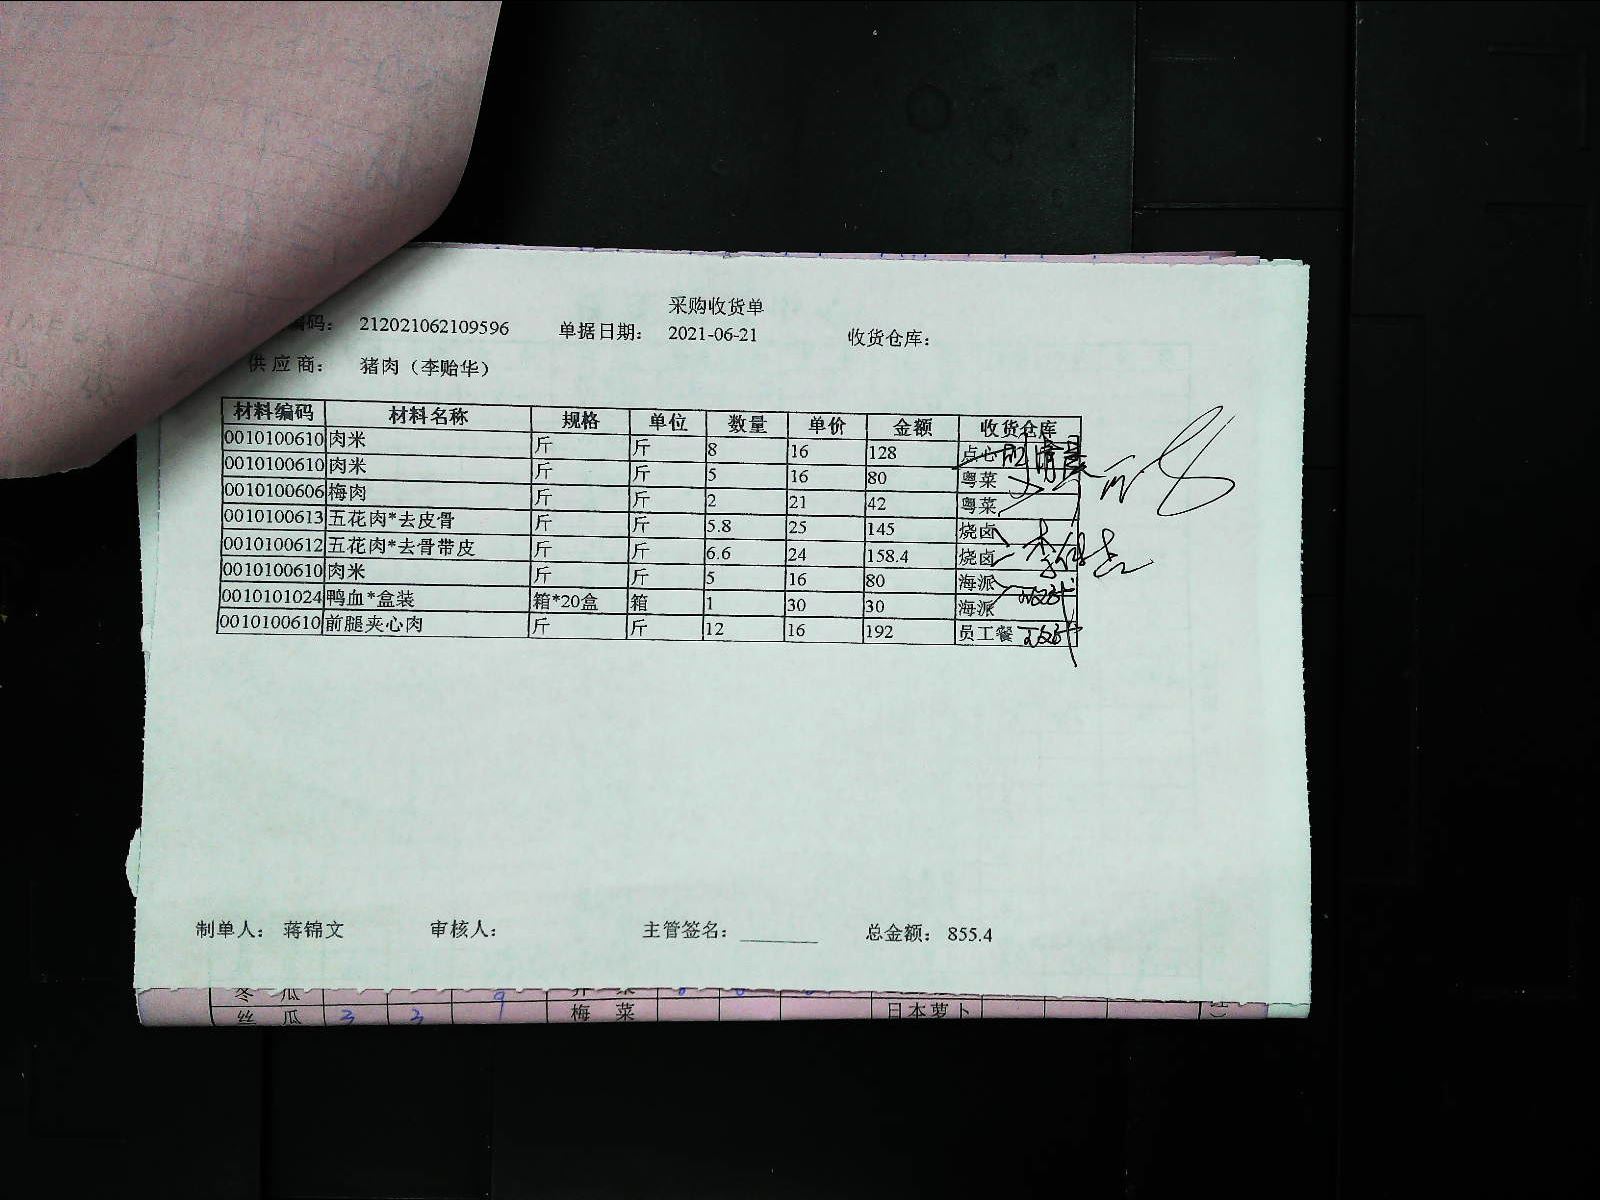 采购收货单
编码： 212021062109596 单据日期： 2021-06-21 收货仓库：
供应商： 猪肉（李贻华）
材料编码 材料名称 规格 单位 数量 单价 金额 收货仓库
0010100610 肉米 斤 斤 8 16 128 点心
0010100610 肉米 斤 斤 5 16 80 粤菜
0010100606 梅肉 斤 斤 2 21 42 粤菜
0010100613 五花肉*去皮骨 斤 斤 5.8 25 145 烧卤
0010100612 五花肉*去骨带皮 斤 斤 6.6 24 158.4 烧卤
0010100610 肉米 斤 斤 5 16 80 海派
0010101024 鸭血*盒装 箱*20盒 箱 1 30 30 海派
0010100610 前腿夹心肉 斤 斤 12 16 192 员工餐
制单人： 蒋锦文 审核人： 主管签名： 总金额： 855.4
冬瓜 9
丝瓜 3 3 梅菜 日本萝卜